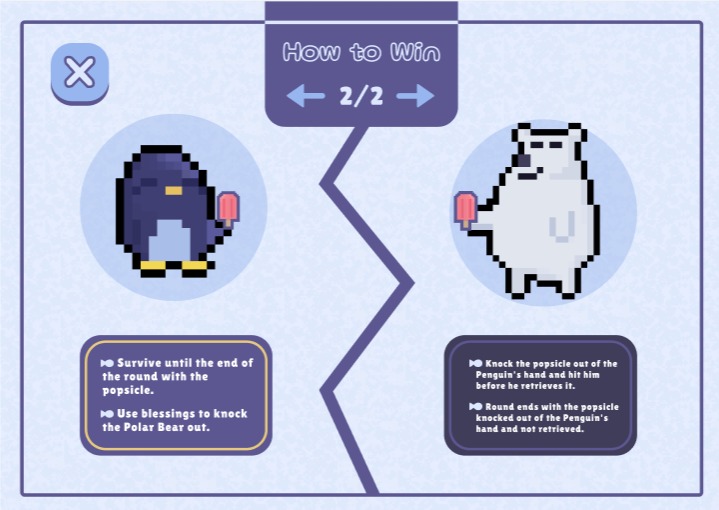 How to Win
2/2
Survive until the end of
the round with the
popsicle.
Use blessings to knock
the Polar Bear out.
Knock the popsicle out of the
Penguin's hand and hit him
before he retrieves it.
Round ends with the popsicle
knocked out of the Penguin's
hand and not retrieved.